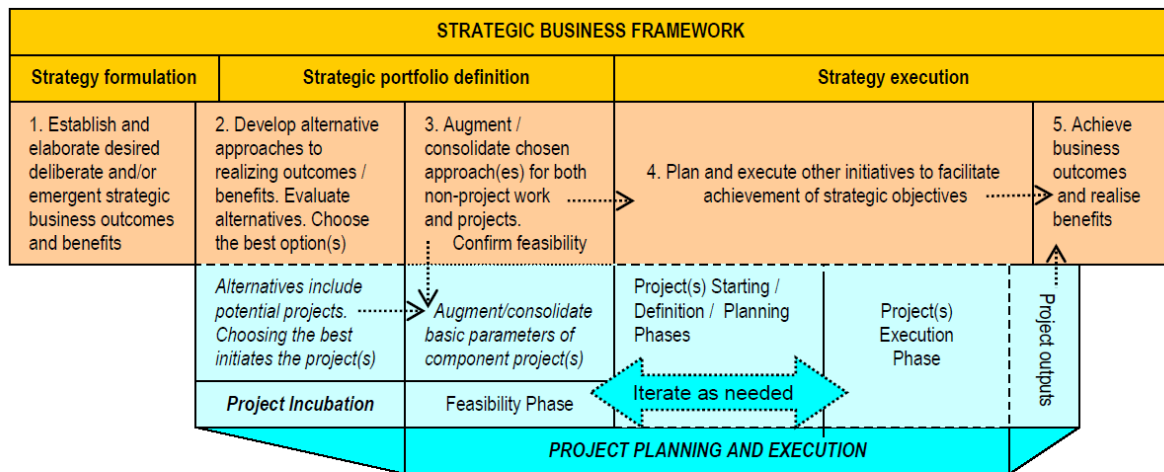 STRATEGIC BUSINESS FRAMEWORK
Strategy formulation
Strategic portfolio definition
Strategy execution
1. Establish and
elaborate desired
deliberate and/or
emergent strategic
business outcomes
and benefits
2. Develop alternative
approaches to
realizing outcomes /
benefits. Evaluate
alternatives. Choose
the best option(s)
3. Augment /
consolidate chosen
approach(es) for both
non-project work
and projects.
Confirm feasibility
4. Plan and execute other initiatives to facilitate
achievement of strategic objectives
5. Achieve
business
outcomes
and realise
benefits
Alternatives include
potential projects.
Choosing the best
initiates the project(s)
Augment/consolidate
basic parameters of
component project(s)
Project(s) Starting /
Definition / Planning
Phases
Project(s)
Execution
Phase
Project outputs
Iterate as needed
Project Incubation
Feasibility Phase
PROJECT PLANNING AND EXECUTION